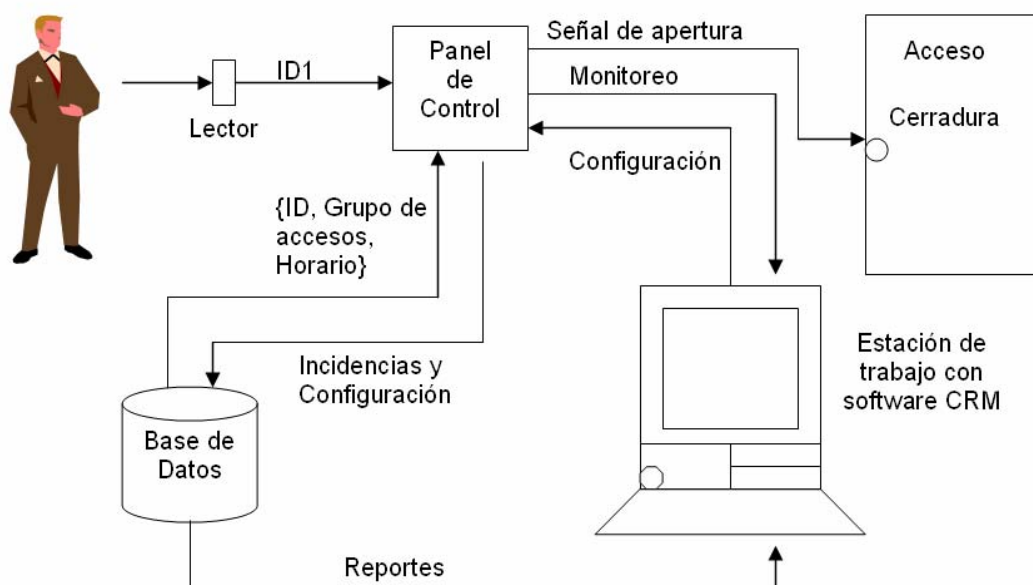 Panel
de
Control
Señal de apertura
Monitoreo
Acceso
Cerradura
ID1
Lector
Configuración
{ID, Grupo de
accesos,
Horario}
Incidencias y
Configuración
Estación de
trabajo con
software CRM
Base de
Datos
Reportes